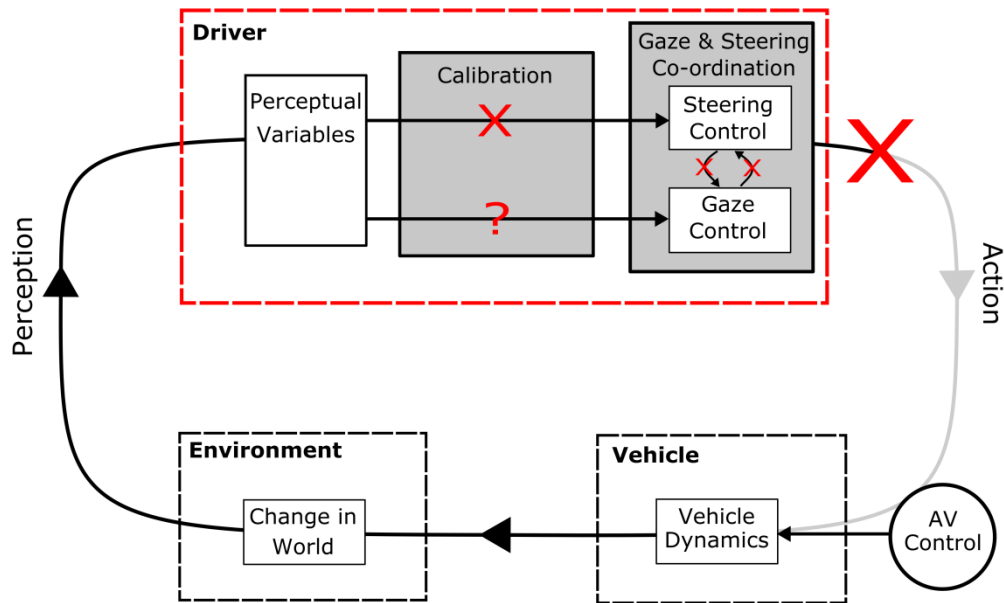 Driver
Perceptual
Variables
Calibration
X
?
Gaze & Steering
Co-ordination
Steering
Control
X X
Gaze
Control
X
Perception
Action
Environment
Change in
World
Vehicle
Vehicle
Dynamics
AV
Control